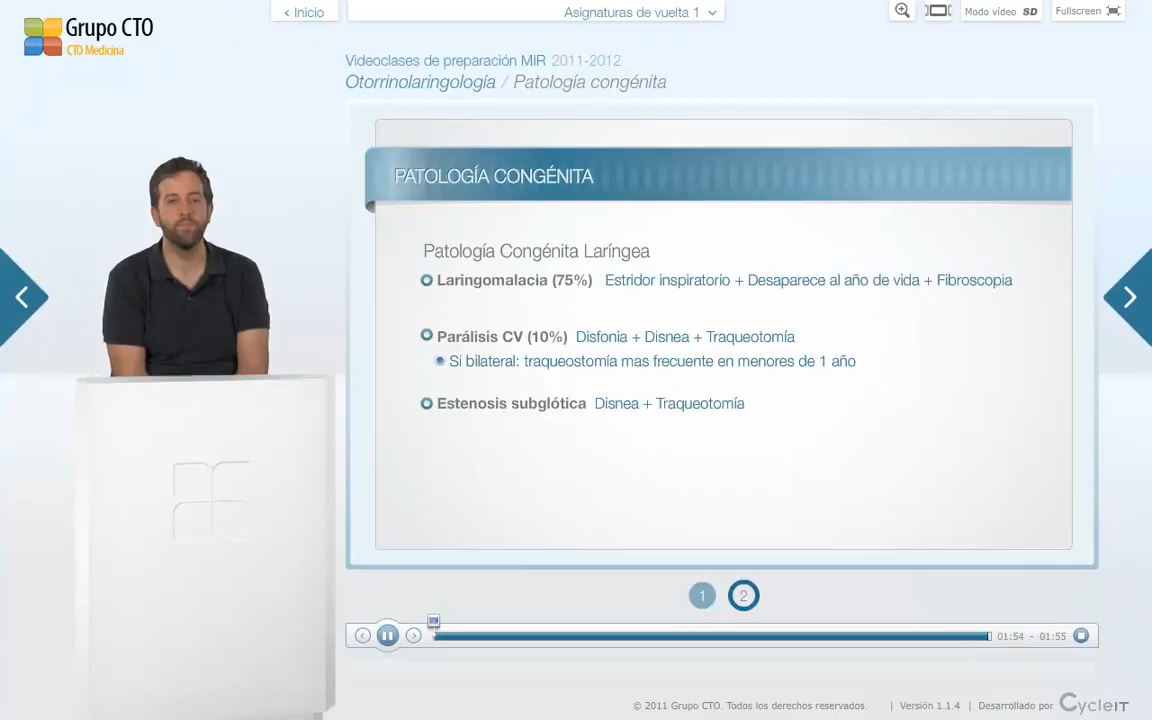 Grupo CTO
CTO Medicina
‹ Inicio
Asignaturas de vuelta 1
Modo vídeo SD
Fullscreen
Videoclases de preparación MIR 2011-2012
Otorrinolaringología / Patología congénita
PATOLOGÍA CONGÉNITA
Patología Congénita Laríngea
Laringomalacia (75%) Estridor inspiratorio + Desaparece al año de vida + Fibroscopia
Parálisis CV (10%) Disfonia + Disnea + Traqueotomía
Si bilateral: traqueostomía mas frecuente en menores de 1 año
Estenosis subglótica Disnea + Traqueotomía
1 2
01:54 - 01:55
© 2011 Grupo CTO. Todos los derechos reservados. | Versión 1.1.4 | Desarrollado por CycleIT